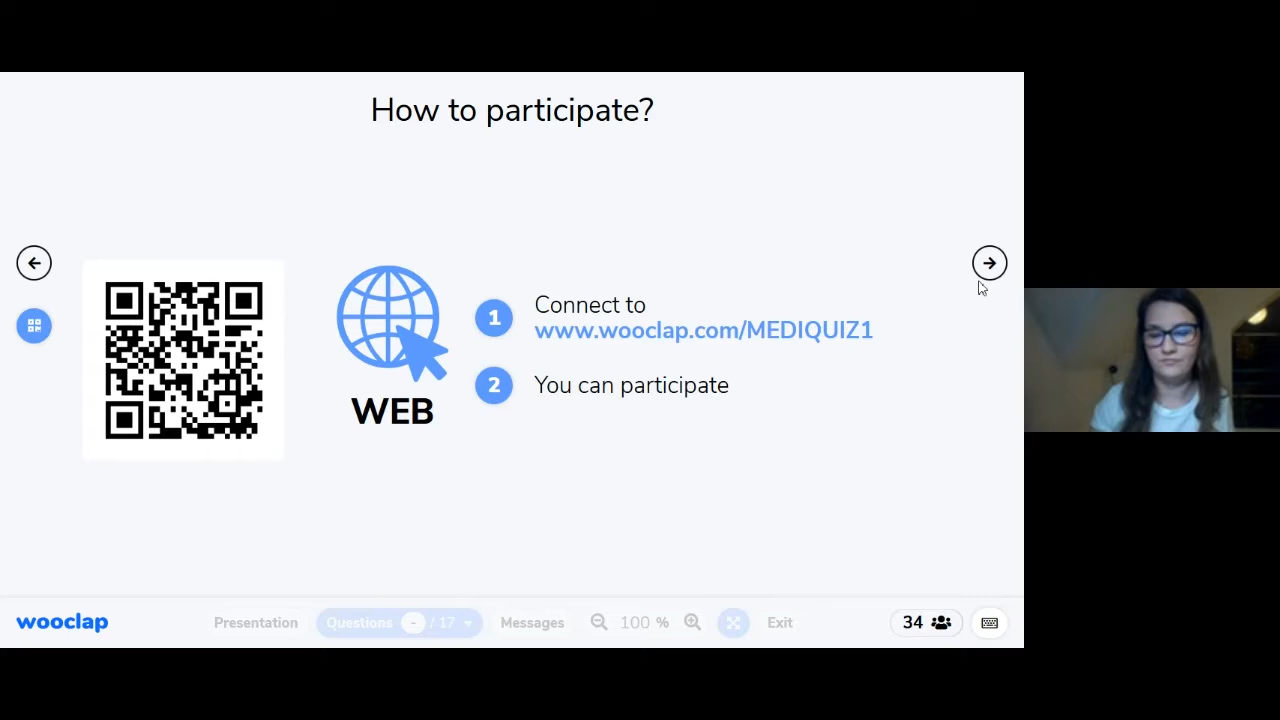 How to participate?
1
Connect to
www.wooclap.com/MEDIQUIZ1
2
You can participate
WEB
wooclap
Presentation
Questions - / 17
Messages
100 %
Exit
34